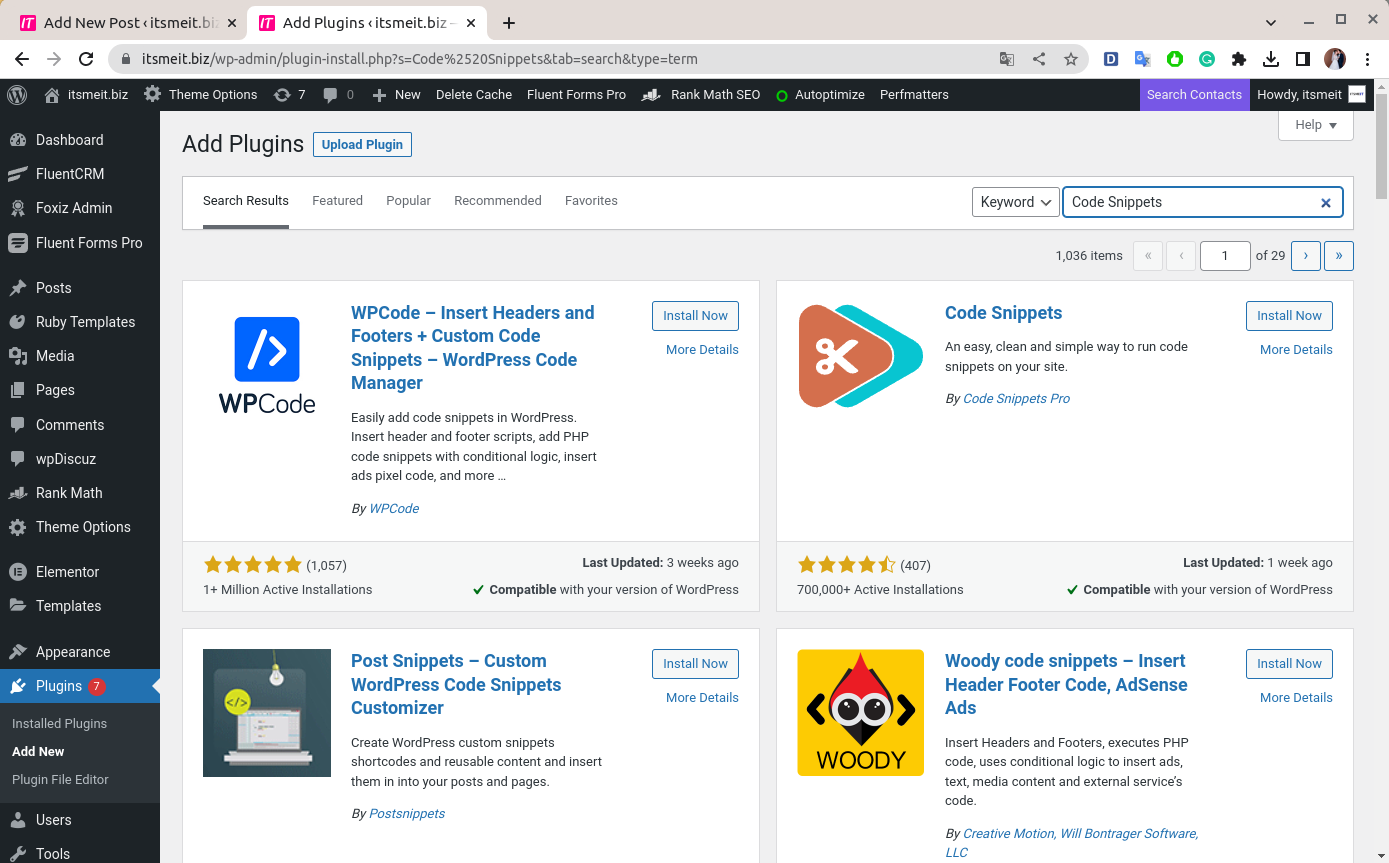 Add New Post ‹ itsmeit.biz
Add Plugins ‹ itsmeit.biz –
itsmeit.biz/wp-admin/plugin-install.php?s=Code%2520Snippets&tab=search&type=term
itsmeit.biz
Theme Options
7
0
New
Delete Cache
Fluent Forms Pro
Rank Math SEO
Autoptimize
Perfmatters
Search Contacts
Howdy, itsmeit
Dashboard
FluentCRM
Foxiz Admin
Fluent Forms Pro
Posts
Ruby Templates
Media
Pages
Comments
wpDiscuz
Rank Math
Theme Options
Elementor
Templates
Appearance
Plugins 7
Installed Plugins
Add New
Plugin File Editor
Users
Tools
Help
Add Plugins
Upload Plugin
Search Results
Featured
Popular
Recommended
Favorites
Keyword
Code Snippets
1,036 items
«
‹
1
of 29
›
»
WPCode
WPCode – Insert Headers and
Footers + Custom Code
Snippets – WordPress Code
Manager
Install Now
More Details
Easily add code snippets in WordPress.
Insert header and footer scripts, add PHP
code snippets with conditional logic, insert
ads pixel code, and more …
By WPCode
(1,057)
1+ Million Active Installations
Last Updated: 3 weeks ago
Compatible with your version of WordPress
Code Snippets
Install Now
More Details
An easy, clean and simple way to run code
snippets on your site.
By Code Snippets Pro
(407)
700,000+ Active Installations
Last Updated: 1 week ago
Compatible with your version of WordPress
</>
Post Snippets – Custom
WordPress Code Snippets
Customizer
Install Now
More Details
Create WordPress custom snippets
shortcodes and reusable content and insert
them in into your posts and pages.
By Postsnippets
WOODY
Woody code snippets – Insert
Header Footer Code, AdSense
Ads
Install Now
More Details
Insert Headers and Footers, executes PHP
code, uses conditional logic to insert ads,
text, media content and external service’s
code.
By Creative Motion, Will Bontrager Software,
LLC